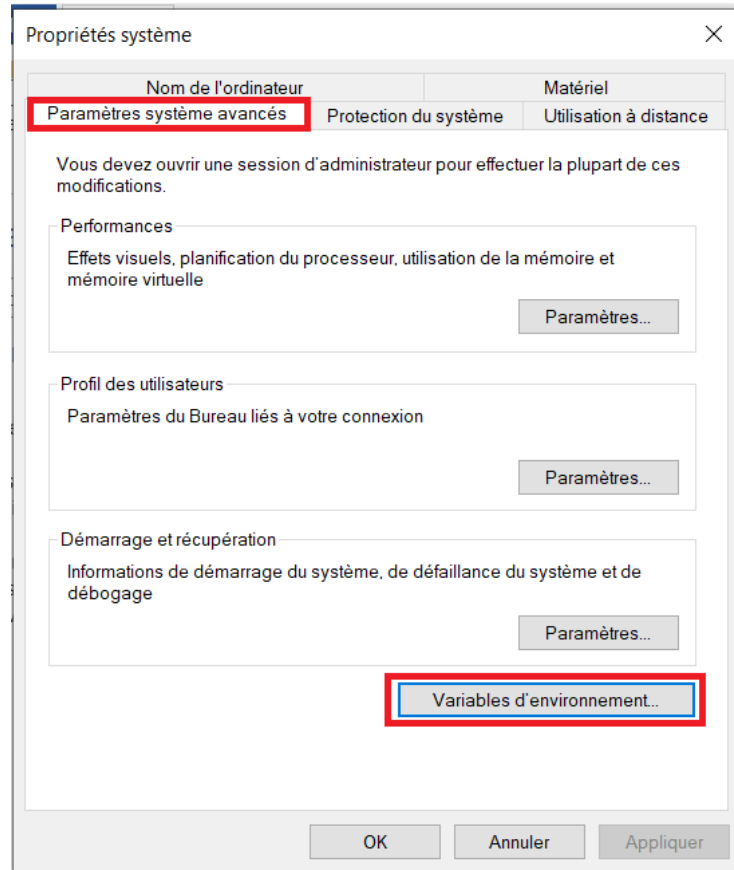 Propriétés système
Nom de l'ordinateur
Matériel
Paramètres système avancés
Protection du système
Utilisation à distance
Vous devez ouvrir une session d'administrateur pour effectuer la plupart de ces
modifications.
Performances
Effets visuels, planification du processeur, utilisation de la mémoire et
mémoire virtuelle
Paramètres...
Profil des utilisateurs
Paramètres du Bureau liés à votre connexion
Paramètres...
Démarrage et récupération
Informations de démarrage du système, de défaillance du système et de
débogage
Paramètres...
Variables d'environnement...
OK
Annuler
Appliquer